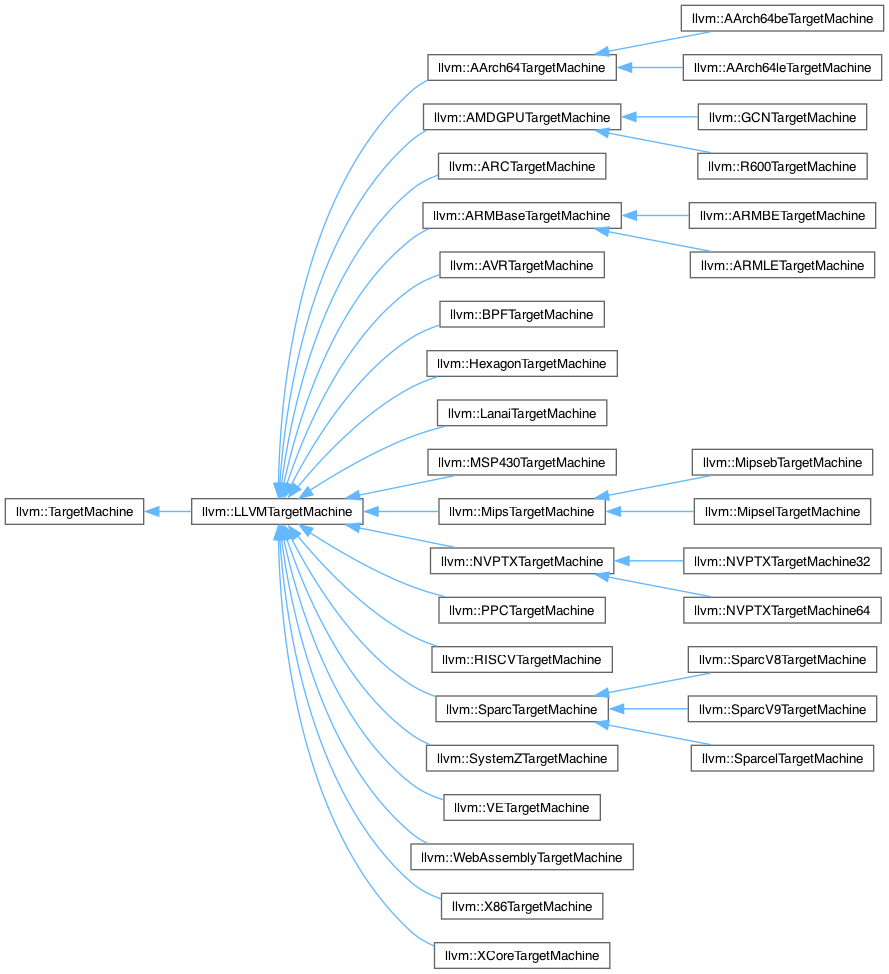 llvm::AArch64beTargetMachine
llvm::AArch64TargetMachine
llvm::AArch64leTargetMachine
llvm::AMDGPUTargetMachine
llvm::GCNTargetMachine
llvm::ARCTargetMachine
llvm::R600TargetMachine
llvm::ARMBaseTargetMachine
llvm::ARMBETargetMachine
llvm::AVRTargetMachine
llvm::ARMLETargetMachine
llvm::BPFTargetMachine
llvm::HexagonTargetMachine
llvm::LanaiTargetMachine
llvm::MSP430TargetMachine
llvm::MipsebTargetMachine
llvm::TargetMachine
llvm::LLVMTargetMachine
llvm::MipsTargetMachine
llvm::MipselTargetMachine
llvm::NVPTXTargetMachine
llvm::NVPTXTargetMachine32
llvm::PPCTargetMachine
llvm::NVPTXTargetMachine64
llvm::RISCVTargetMachine
llvm::SparcV8TargetMachine
llvm::SparcTargetMachine
llvm::SparcV9TargetMachine
llvm::SystemZTargetMachine
llvm::SparcelTargetMachine
llvm::VETargetMachine
llvm::WebAssemblyTargetMachine
llvm::X86TargetMachine
llvm::XCoreTargetMachine